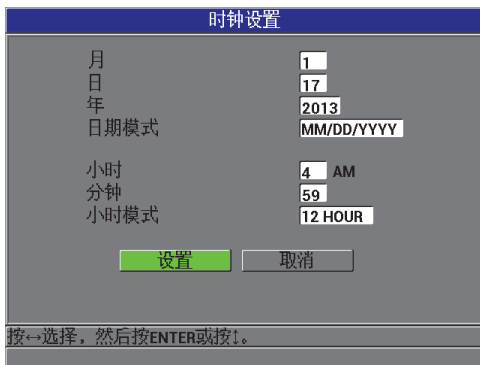 时钟设置
月 1
日 17
年 2013
日期模式 MM/DD/YYYY
小时 4 AM
分钟 59
小时模式 12 HOUR
设置 取消
按↔选择，然后按ENTER或按↕。